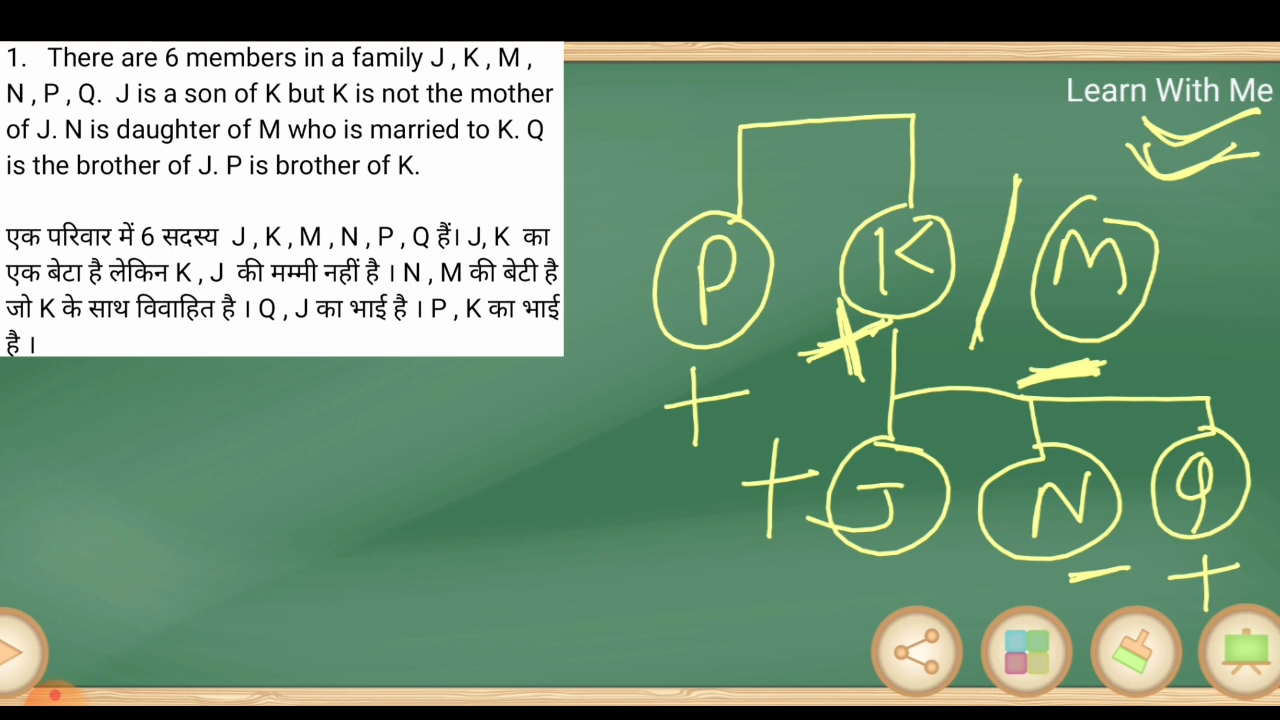 1. There are 6 members in a family J , K , M ,
N , P , Q. J is a son of K but K is not the mother
of J. N is daughter of M who is married to K. Q
is the brother of J. P is brother of K.
एक परिवार में 6 सदस्य J , K , M , N , P , Q हैं। J, K का
एक बेटा है लेकिन K , J की मम्मी नहीं है । N , M की बेटी है
जो K के साथ विवाहित है । Q , J का भाई है । P , K का भाई
है ।
Learn With Me
P K / M
+ + -
+ J N Q
- +